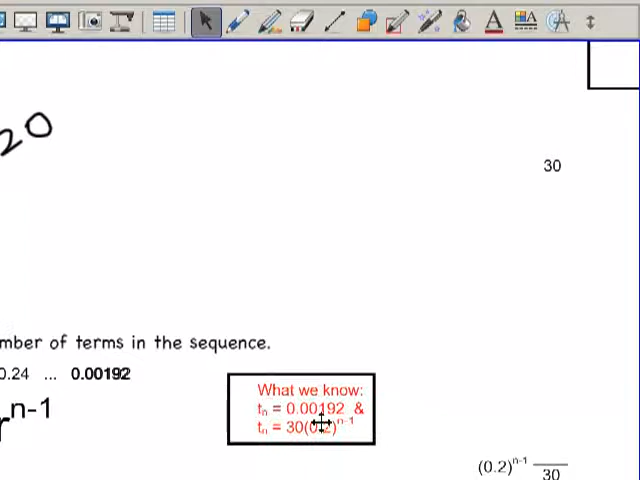 20
30
mber of terms in the sequence.
0.24 ... 0.00192
What we know:
tₙ = 0.00192 &
tₙ = 30(0.2)ⁿ⁻¹
rⁿ⁻¹
(0.2)ⁿ⁻¹
30